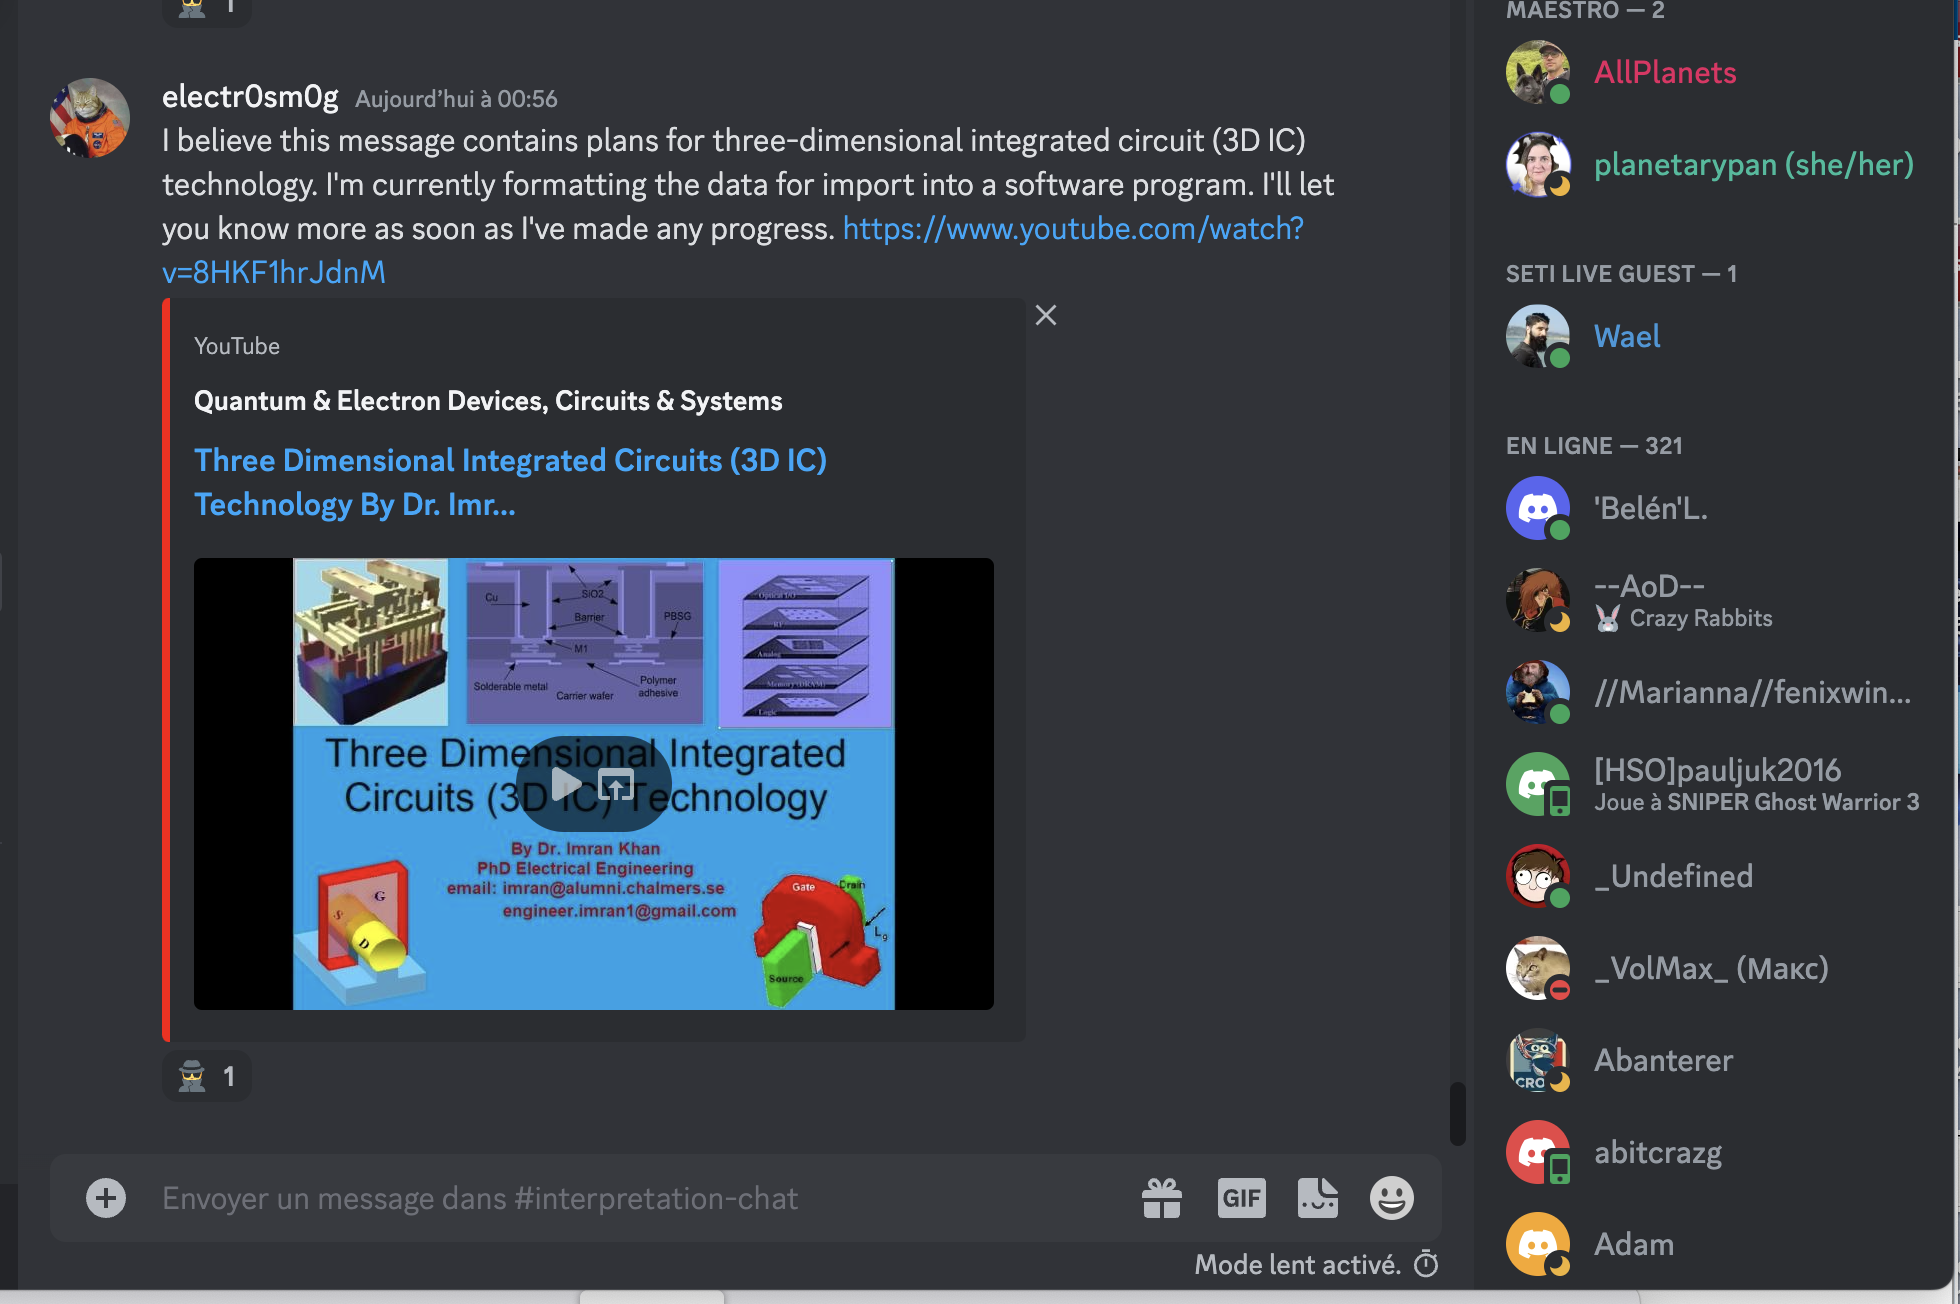 1
electr0sm0g Aujourd'hui à 00:56
I believe this message contains plans for three-dimensional integrated circuit (3D IC)
technology. I'm currently formatting the data for import into a software program. I'll let
you know more as soon as I've made any progress. https://www.youtube.com/watch?
v=8HKF1hrJdnM
YouTube
Quantum & Electron Devices, Circuits & Systems
Three Dimensional Integrated Circuits (3D IC)
Technology By Dr. Imr...
Cu
SiO2
Barrier
PBSG
M1
Solderable metal
Carrier wafer
Polymer
adhesive
Optical I/O
RF
Analog
Memory (DRAM)
Logic
Three Dimensional Integrated
Circuits (3D IC) Technology
By Dr. Imran Khan
PhD Electrical Engineering
email: imran@alumni.chalmers.se
engineer.imran1@gmail.com
G
S
D
Gate
Drain
Lg
Source
1
Envoyer un message dans #interpretation-chat
GIF
Mode lent activé.
MAESTRO — 2
AllPlanets
planetarypan (she/her)
SETI LIVE GUEST — 1
Wael
EN LIGNE — 321
'Belén'L.
--AoD--
Crazy Rabbits
//Marianna//fenixwin...
[HSO]pauljuk2016
Joue à SNIPER Ghost Warrior 3
_Undefined
_VolMax_ (Макс)
CRO
Abanterer
abitcrazg
Adam